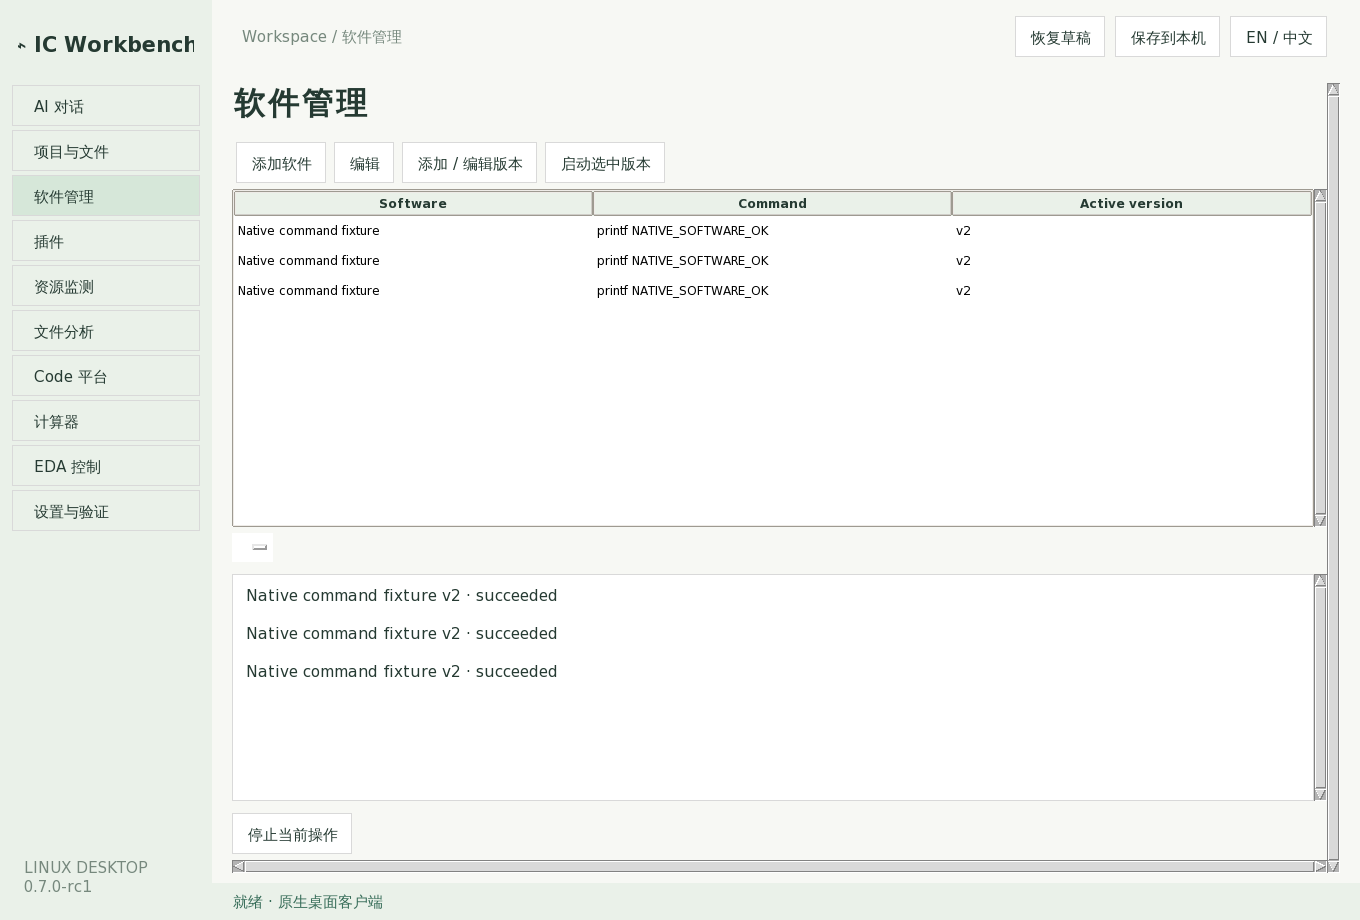 IC Workbench
AI 对话
项目与文件
软件管理
插件
资源监测
文件分析
Code 平台
计算器
EDA 控制
设置与验证
LINUX DESKTOP
0.7.0-rc1
Workspace / 软件管理
恢复草稿
保存到本机
EN / 中文
软件管理
添加软件
编辑
添加 / 编辑版本
启动选中版本
Software Command Active version
Native command fixture printf NATIVE_SOFTWARE_OK v2
Native command fixture printf NATIVE_SOFTWARE_OK v2
Native command fixture printf NATIVE_SOFTWARE_OK v2
Native command fixture v2 · succeeded
Native command fixture v2 · succeeded
Native command fixture v2 · succeeded
停止当前操作
就绪 · 原生桌面客户端